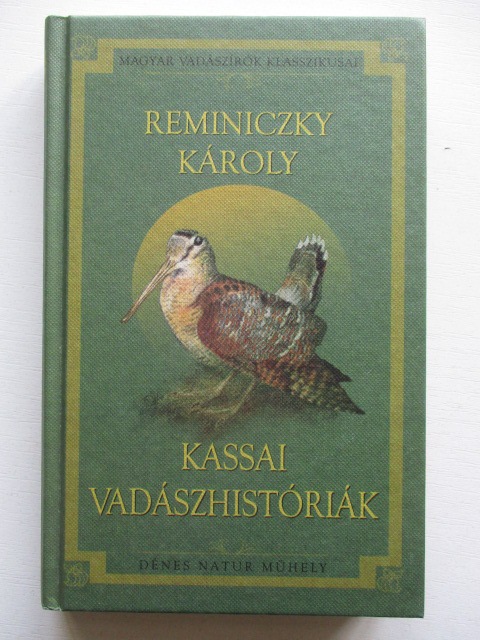 MAGYAR VADÁSZÍRÓK KLASSZIKUSAI
REMINICZKY
KÁROLY
KASSAI
VADÁSZHISTÓRIÁK
DÉNES NATUR MŰHELY